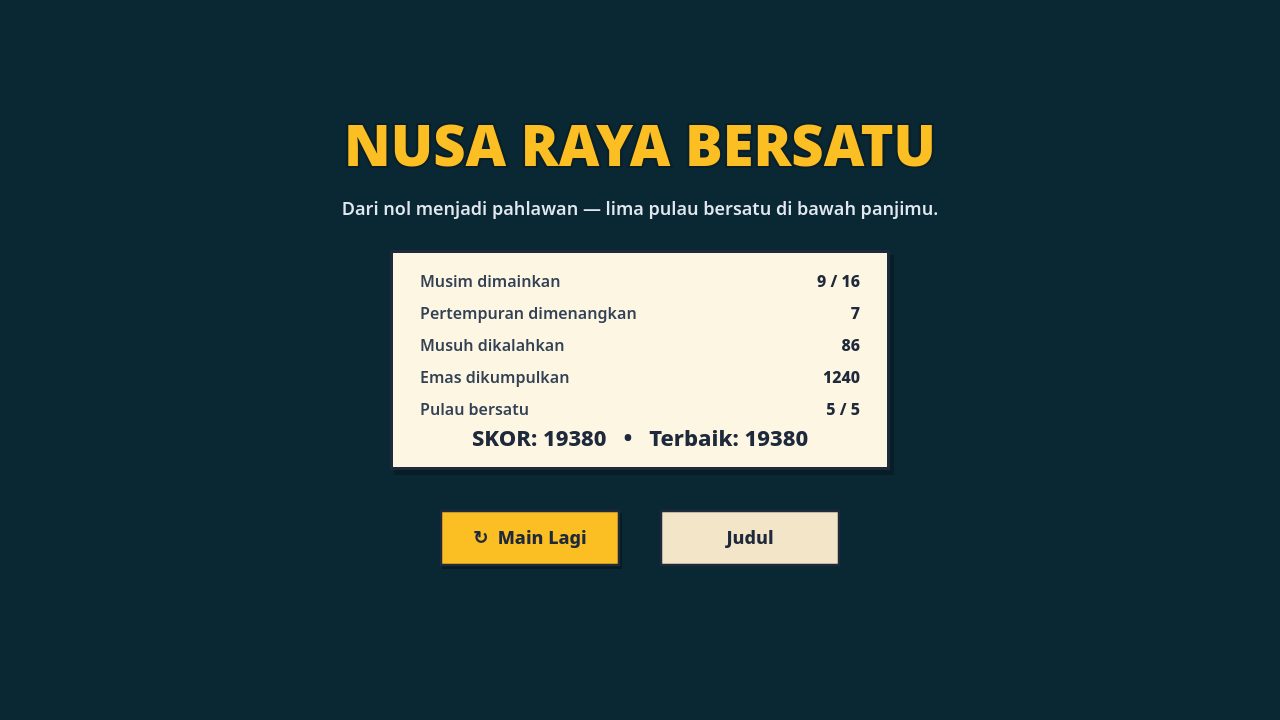 NUSA RAYA BERSATU
Dari nol menjadi pahlawan — lima pulau bersatu di bawah panjimu.
Musim dimainkan 9 / 16
Pertempuran dimenangkan 7
Musuh dikalahkan 86
Emas dikumpulkan 1240
Pulau bersatu 5 / 5
SKOR: 19380 • Terbaik: 19380
↻ Main Lagi
Judul